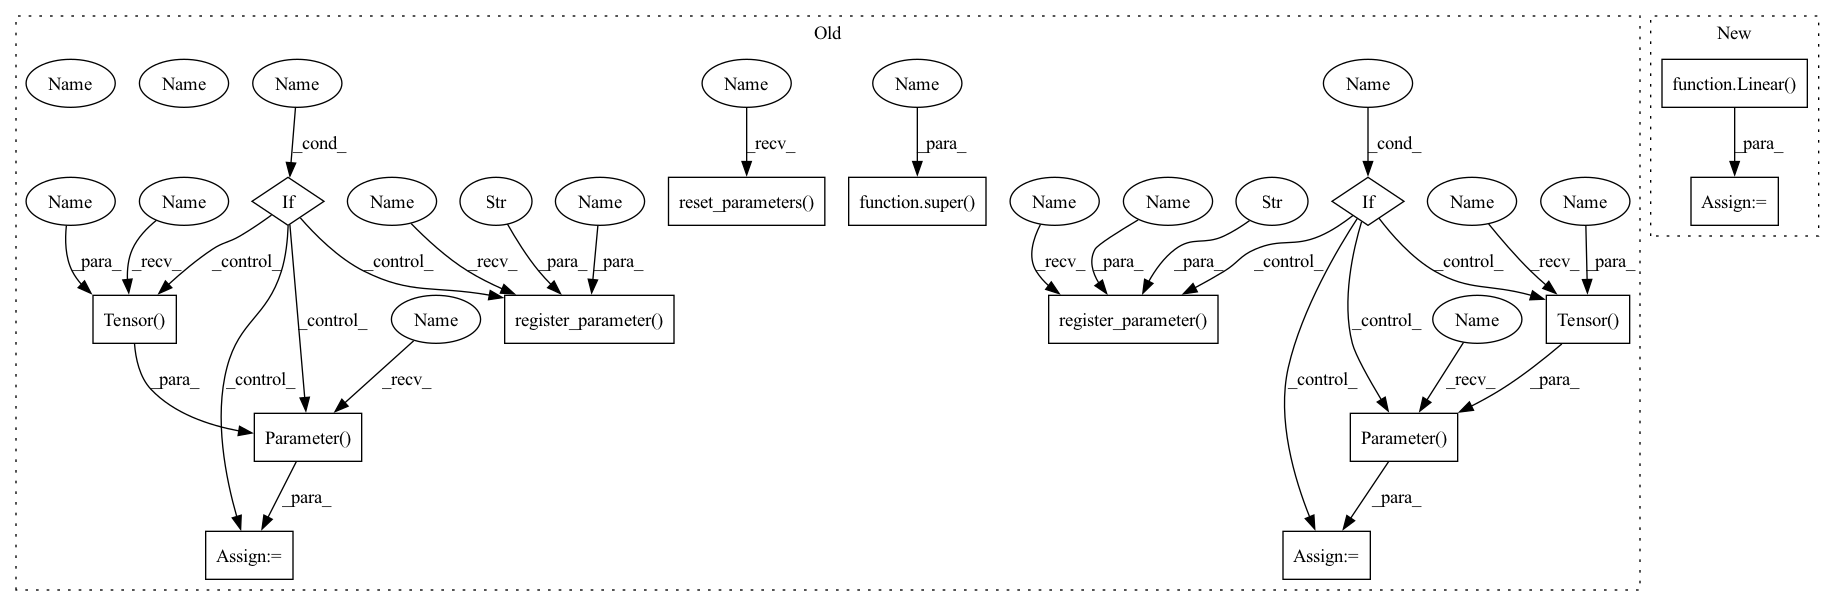 Old
New
Name
Name
Name
Name
Name
Name
function.Linear()
_cond_
_recv_
_para_
_cond_
_para_
Name
Name
If
Name
Str
Name
reset_parameters()
function.super()
Name
Name
Str
If
Name
Name
Assign:=
_para_
_recv_
_control_
_control_
_recv_
_para_
_para_
_recv_
_para_
_para_
_control_
_control_
_recv_
_para_
Tensor()
_control_
Name
register_parameter()
register_parameter()
_control_
Name
Tensor()
_para_
_control_
_recv_
_control_
_recv_
_para_
Parameter()
Parameter()
_para_
_para_
Assign:=
Assign:=